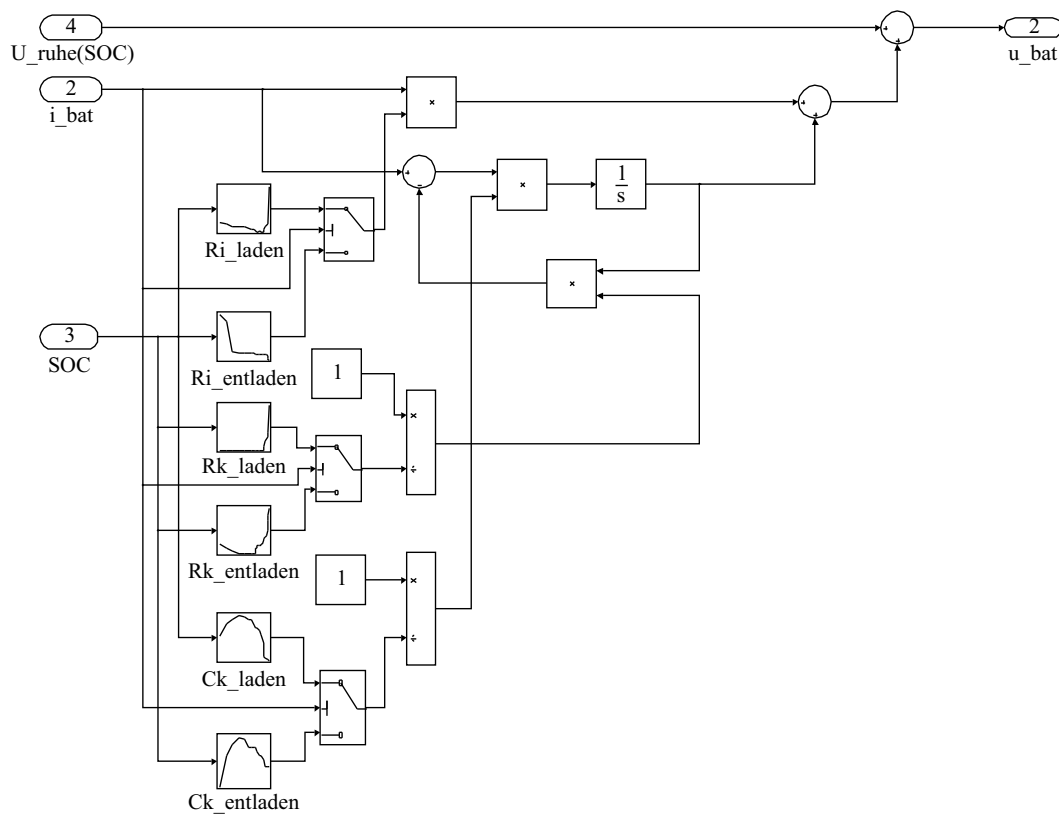 4
U_ruhe(SOC)
2
u_bat
2
i_bat
×
×
1
s
×
Ri_laden
3
SOC
Ri_entladen
1
×
÷
Rk_laden
Rk_entladen
1
×
÷
Ck_laden
Ck_entladen